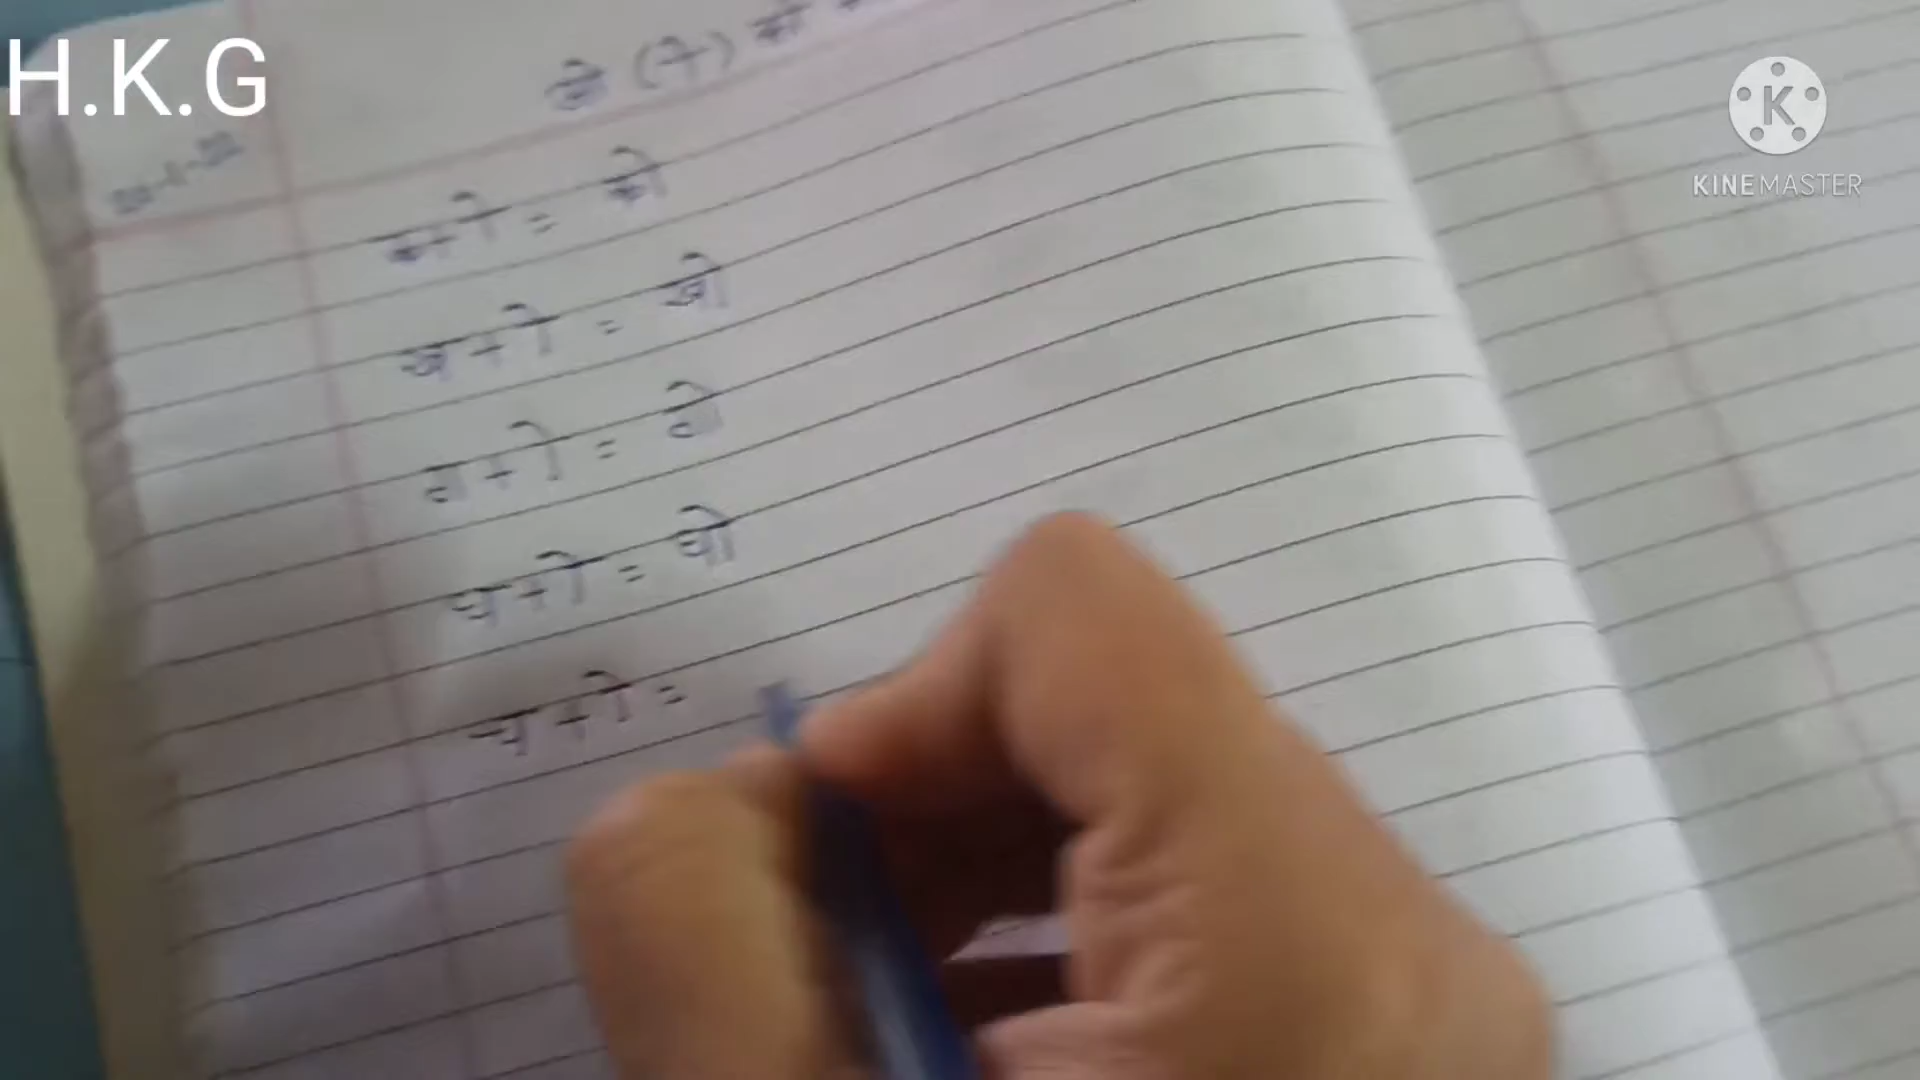 H.K.G
KINEMASTER
ओ (ो) की
क + ो = को
ख + ो = खो
ग + ो = गो
घ + ो = घो
च + ो =